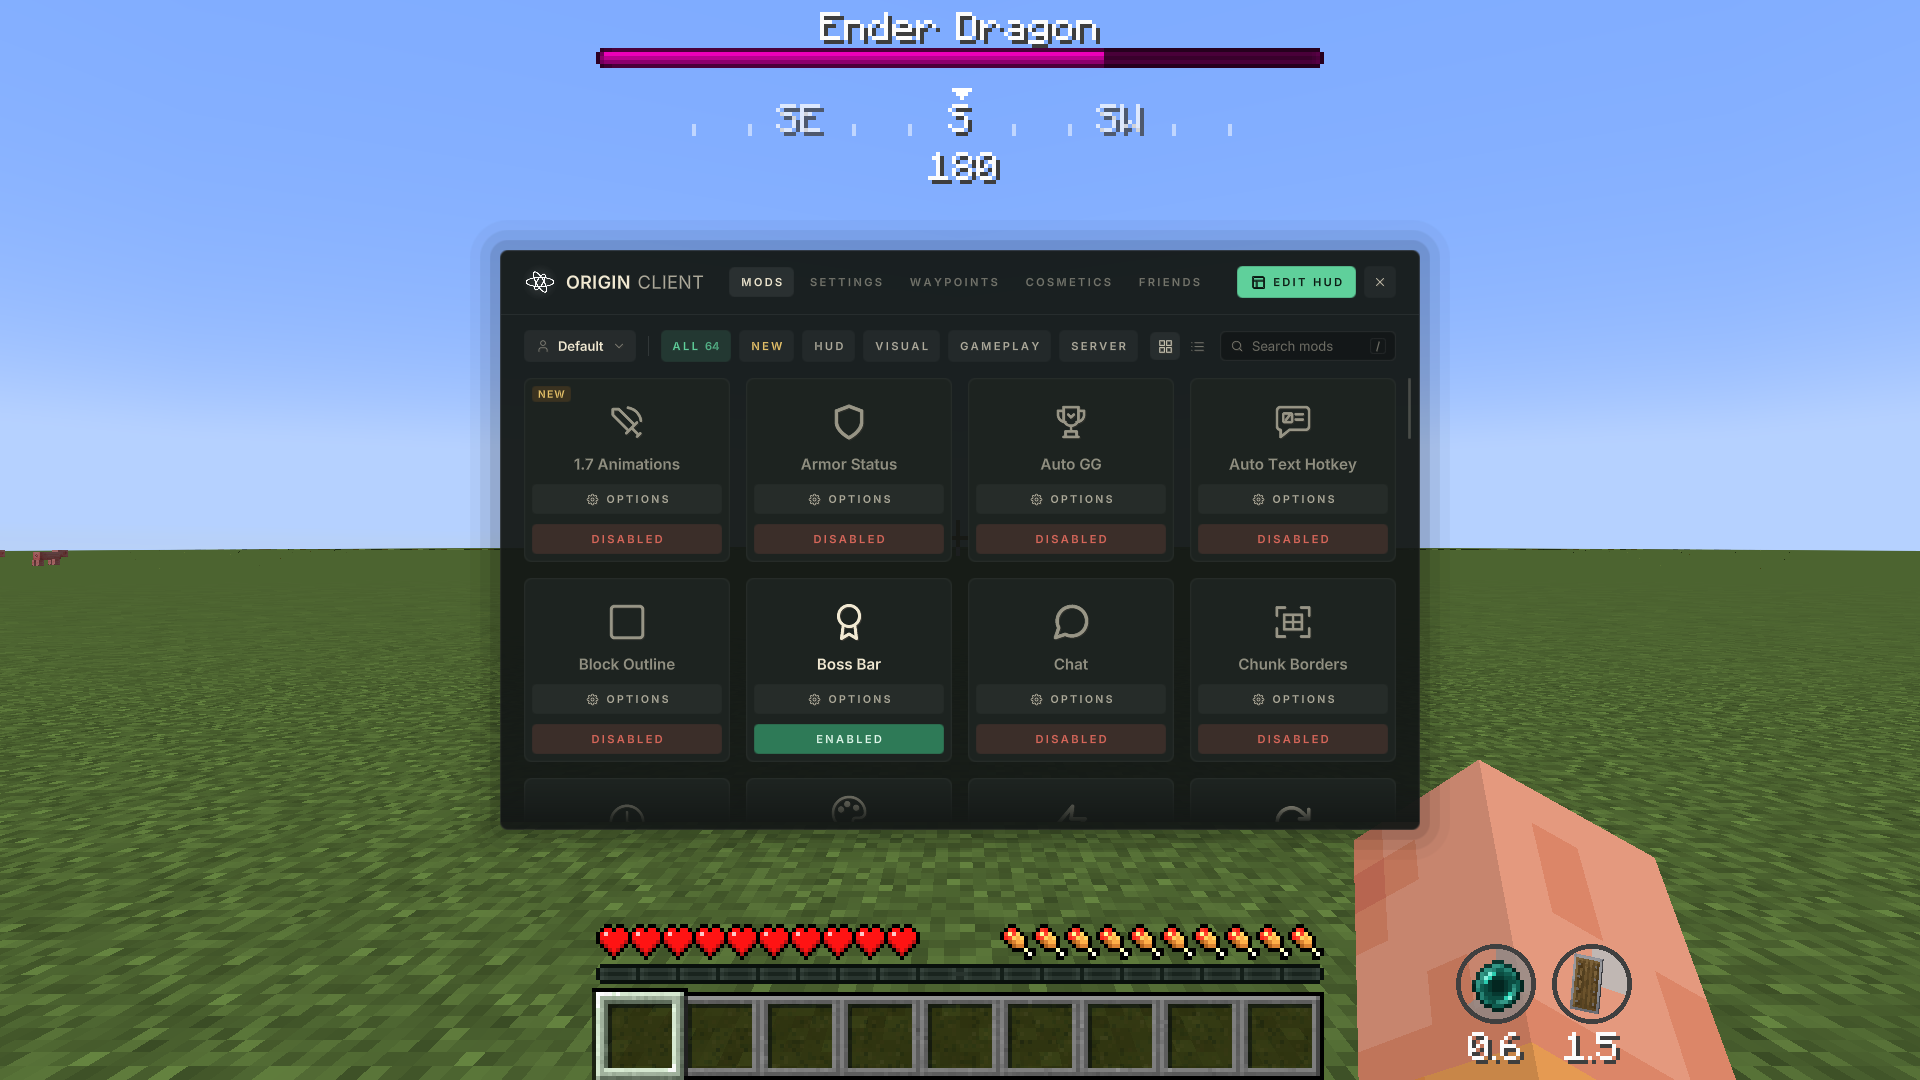 Ender Dragon
SE S SW
180
ORIGIN CLIENT MODS SETTINGS WAYPOINTS COSMETICS FRIENDS EDIT HUD
Default ALL 64 NEW HUD VISUAL GAMEPLAY SERVER Search mods /
NEW
1.7 Animations Armor Status Auto GG Auto Text Hotkey
OPTIONS OPTIONS OPTIONS OPTIONS
DISABLED DISABLED DISABLED DISABLED
Block Outline Boss Bar Chat Chunk Borders
OPTIONS OPTIONS OPTIONS OPTIONS
DISABLED ENABLED DISABLED DISABLED
0.6 1.5